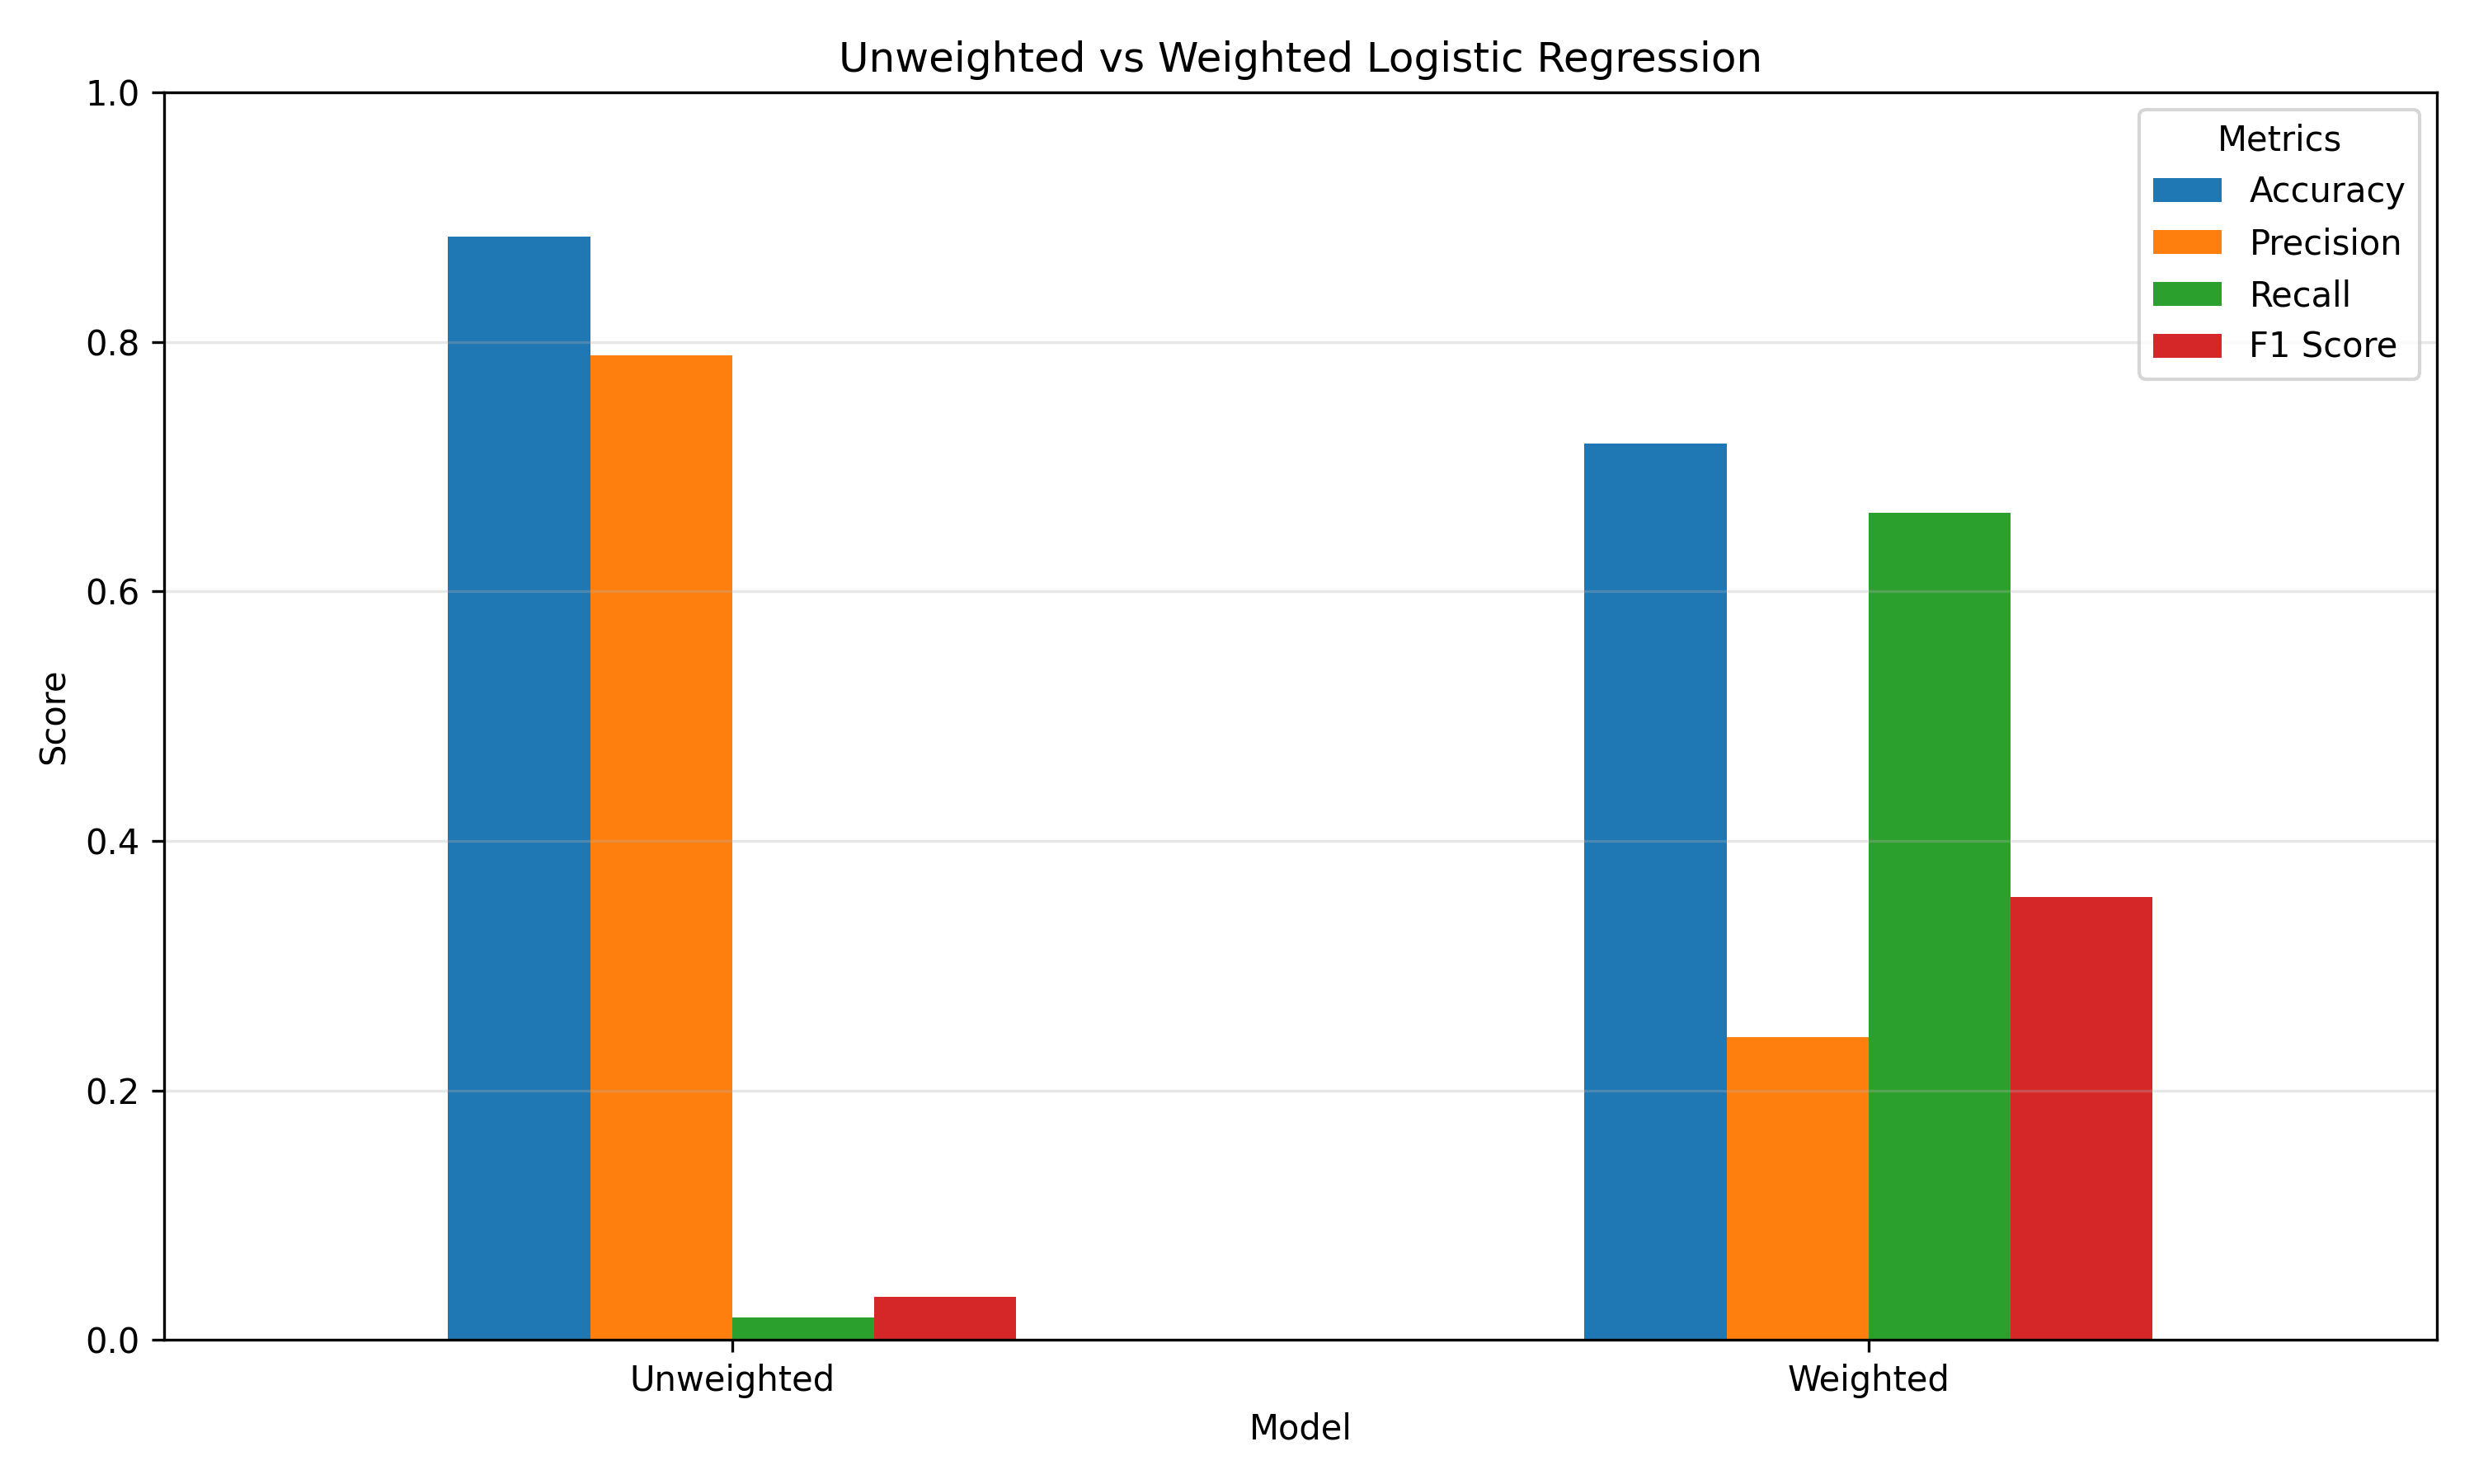 Unweighted vs Weighted Logistic Regression
1.0
0.8
0.6
0.4
0.2
0.0
Score
Metrics
Accuracy
Precision
Recall
F1 Score
Unweighted
Weighted
Model